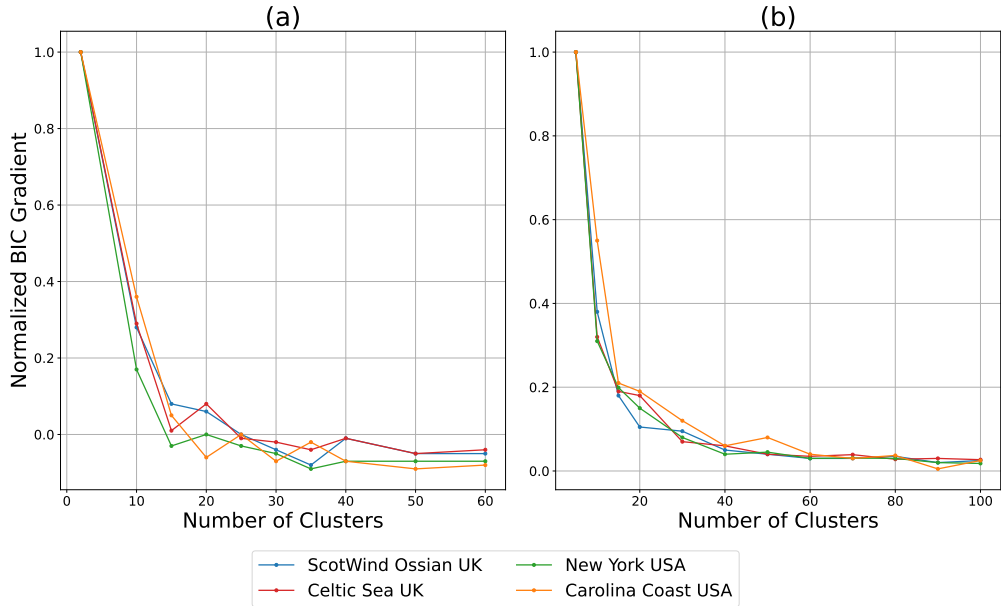 (a)
(b)
Normalized BIC Gradient
1.0
0.8
0.6
0.4
0.2
0.0
0 10 20 30 40 50 60
Number of Clusters
1.0
0.8
0.6
0.4
0.2
0.0
20 40 60 80 100
Number of Clusters
ScotWind Ossian UK
Celtic Sea UK
New York USA
Carolina Coast USA